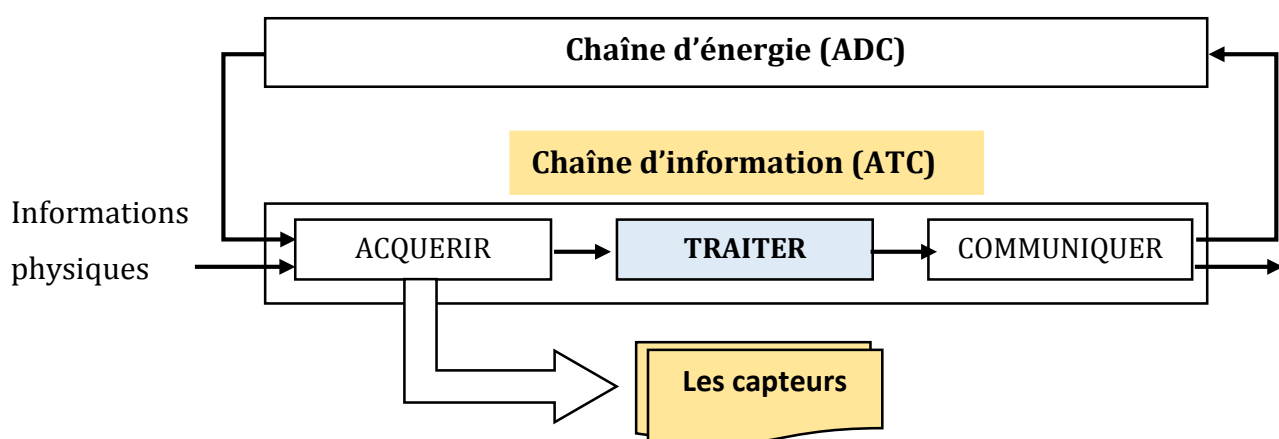 Chaîne d’énergie (ADC)
Chaîne d’information (ATC)
Informations
physiques
ACQUERIR
TRAITER
COMMUNIQUER
Les capteurs